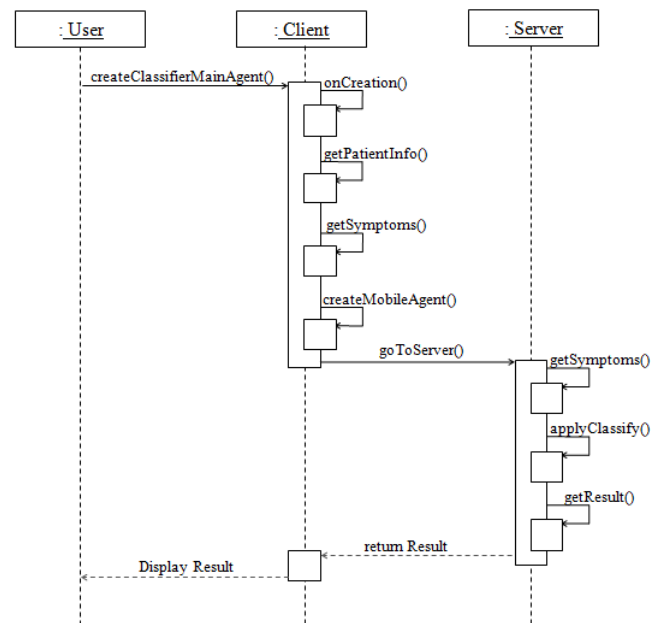 : User
: Client
: Server
createClassifierMainAgent()
onCreation()
getPatientInfo()
getSymptoms()
createMobileAgent()
goToServer()
getSymptoms()
applyClassify()
getResult()
return Result
Display Result